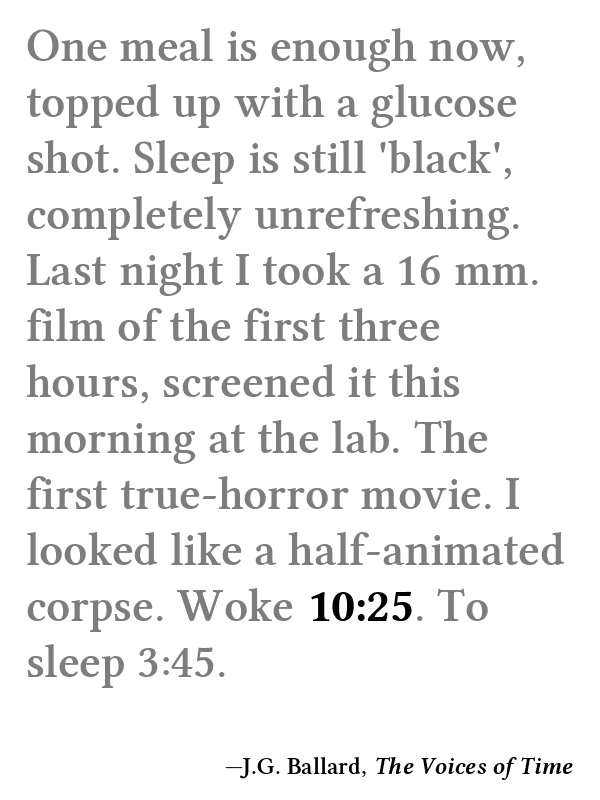 One meal is enough now,
topped up with a glucose
shot. Sleep is still 'black',
completely unrefreshing.
Last night I took a 16 mm.
film of the first three
hours, screened it this
morning at the lab. The
first true-horror movie. I
looked like a half-animated
corpse. Woke 10:25. To
sleep 3:45.
—J.G. Ballard, The Voices of Time